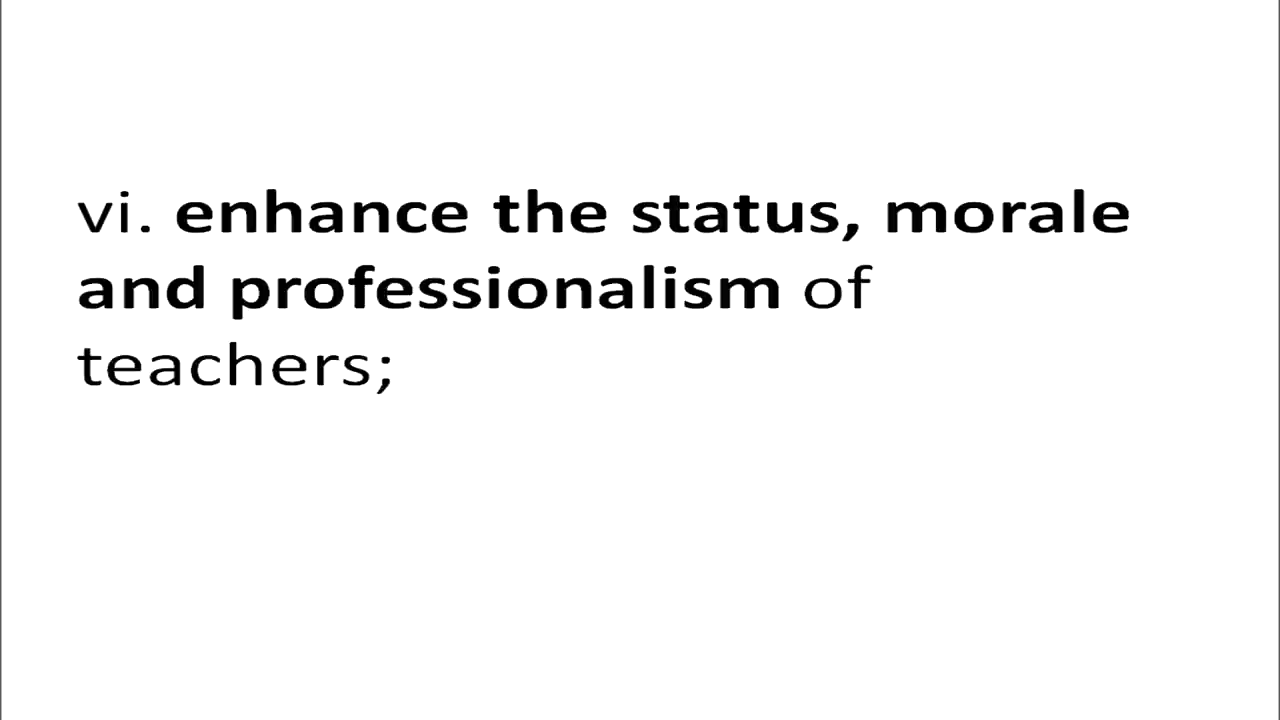 vi. enhance the status, morale
and professionalism of
teachers;